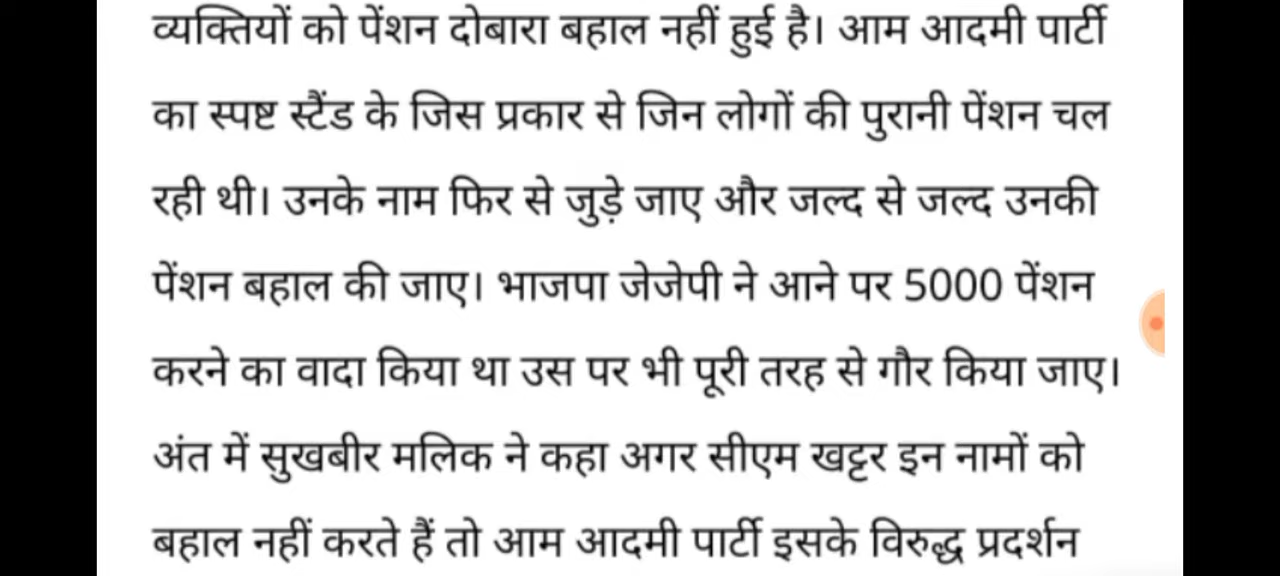 व्यक्तियों को पेंशन दोबारा बहाल नहीं हुई है। आम आदमी पार्टी
का स्पष्ट स्टैंड के जिस प्रकार से जिन लोगों की पुरानी पेंशन चल
रही थी। उनके नाम फिर से जुड़े जाए और जल्द से जल्द उनकी
पेंशन बहाल की जाए। भाजपा जेजेपी ने आने पर 5000 पेंशन
करने का वादा किया था उस पर भी पूरी तरह से गौर किया जाए।
अंत में सुखबीर मलिक ने कहा अगर सीएम खट्टर इन नामों को
बहाल नहीं करते हैं तो आम आदमी पार्टी इसके विरुद्ध प्रदर्शन